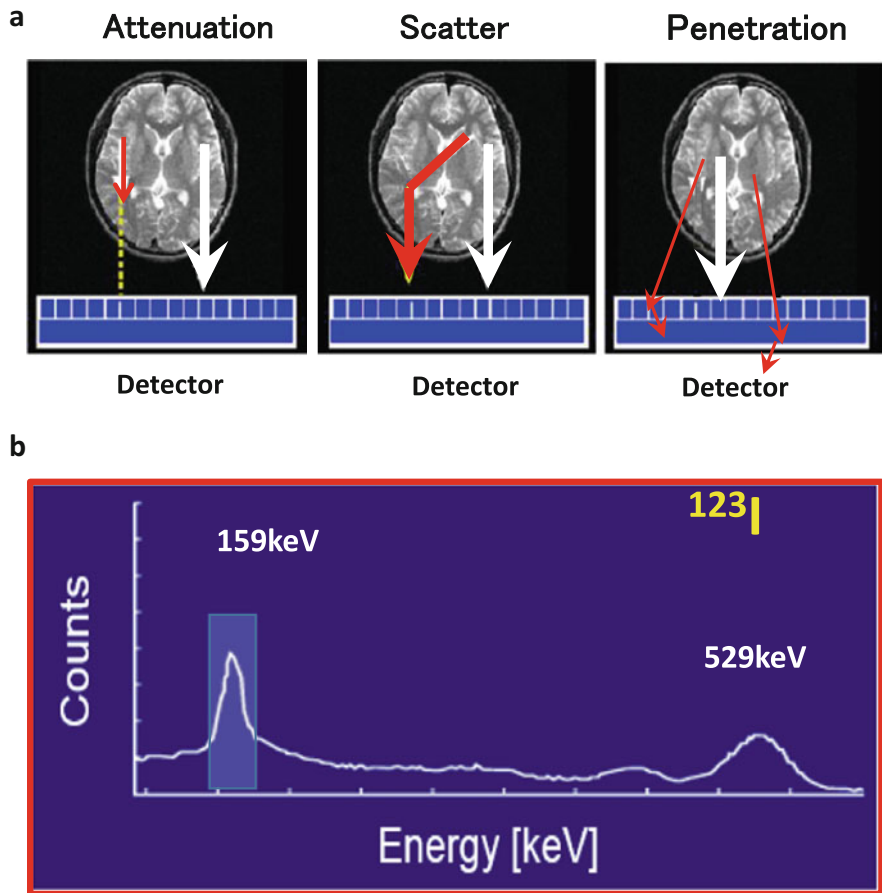 a
Attenuation
Scatter
Penetration
Detector
Detector
Detector
b
123I
159keV
529keV
Counts
Energy [keV]